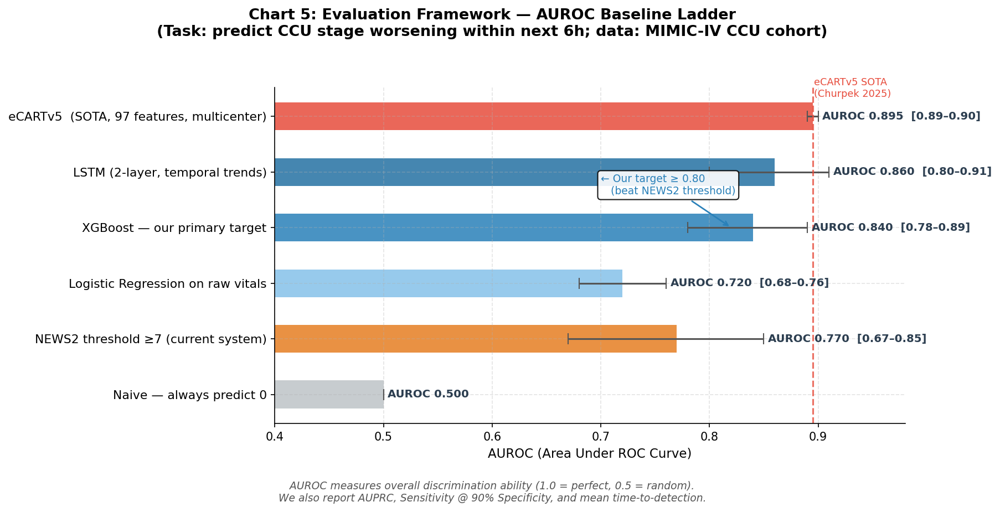 Chart 5: Evaluation Framework — AUROC Baseline Ladder
(Task: predict CCU stage worsening within next 6h; data: MIMIC-IV CCU cohort)
eCARTv5 SOTA
(Churpek 2025)
eCARTv5  (SOTA, 97 features, multicenter)
AUROC 0.895  [0.89–0.90]
LSTM (2-layer, temporal trends)
AUROC 0.860  [0.80–0.91]
← Our target ≥ 0.80
(beat NEWS2 threshold)
XGBoost — our primary target
AUROC 0.840  [0.78–0.89]
Logistic Regression on raw vitals
AUROC 0.720  [0.68–0.76]
NEWS2 threshold ≥7 (current system)
AUROC 0.770  [0.67–0.85]
Naive — always predict 0
AUROC 0.500
0.4 0.5 0.6 0.7 0.8 0.9
AUROC (Area Under ROC Curve)
AUROC measures overall discrimination ability (1.0 = perfect, 0.5 = random).
We also report AUPRC, Sensitivity @ 90% Specificity, and mean time-to-detection.